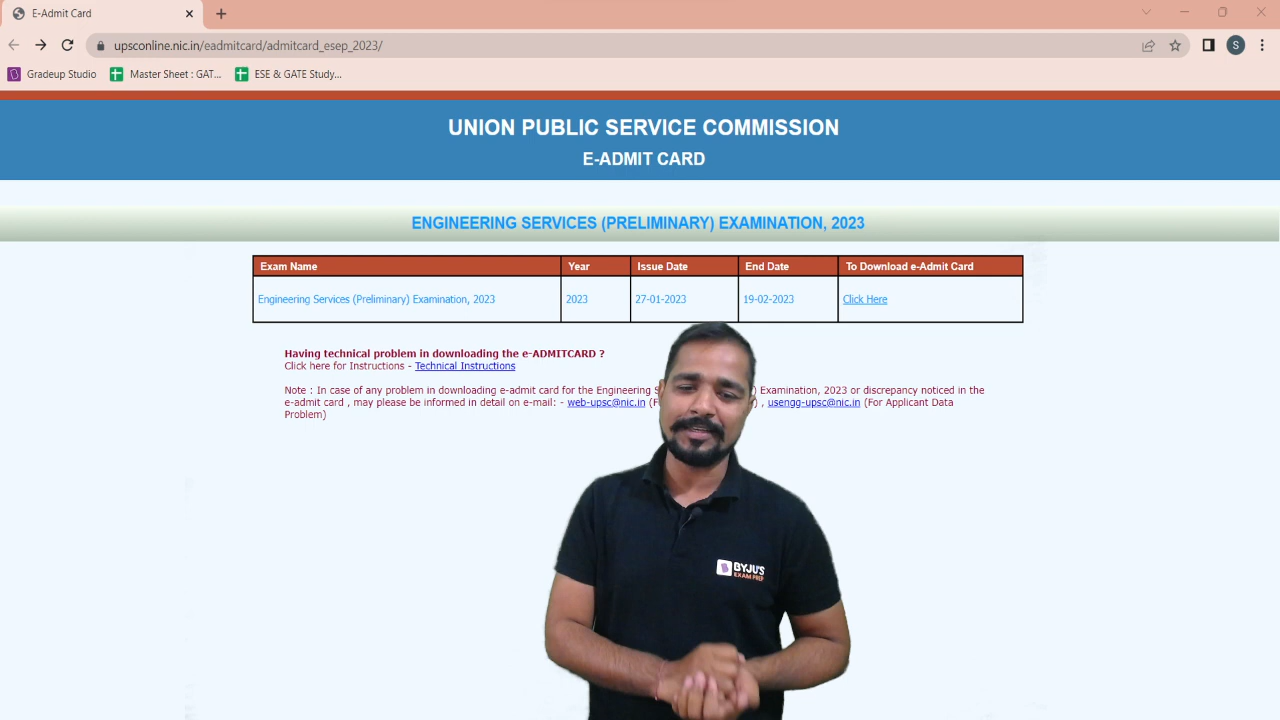 E-Admit Card
upsconline.nic.in/eadmitcard/admitcard_esep_2023/
S
Gradeup Studio
Master Sheet : GAT...
ESE & GATE Study...
UNION PUBLIC SERVICE COMMISSION
E-ADMIT CARD
ENGINEERING SERVICES (PRELIMINARY) EXAMINATION, 2023
Exam Name Year Issue Date End Date To Download e-Admit Card
Engineering Services (Preliminary) Examination, 2023 2023 27-01-2023 19-02-2023 Click Here
Having technical problem in downloading the e-ADMITCARD ?
Click here for Instructions - Technical Instructions
Note : In case of any problem in downloading e-admit card for the Engineering Examination, 2023 or discrepancy noticed in the
e-admit card , may please be informed in detail on e-mail: - web-upsc@nic.in ) , usengg-upsc@nic.in (For Applicant Data
Problem)
BYJU'S
EXAM PREP